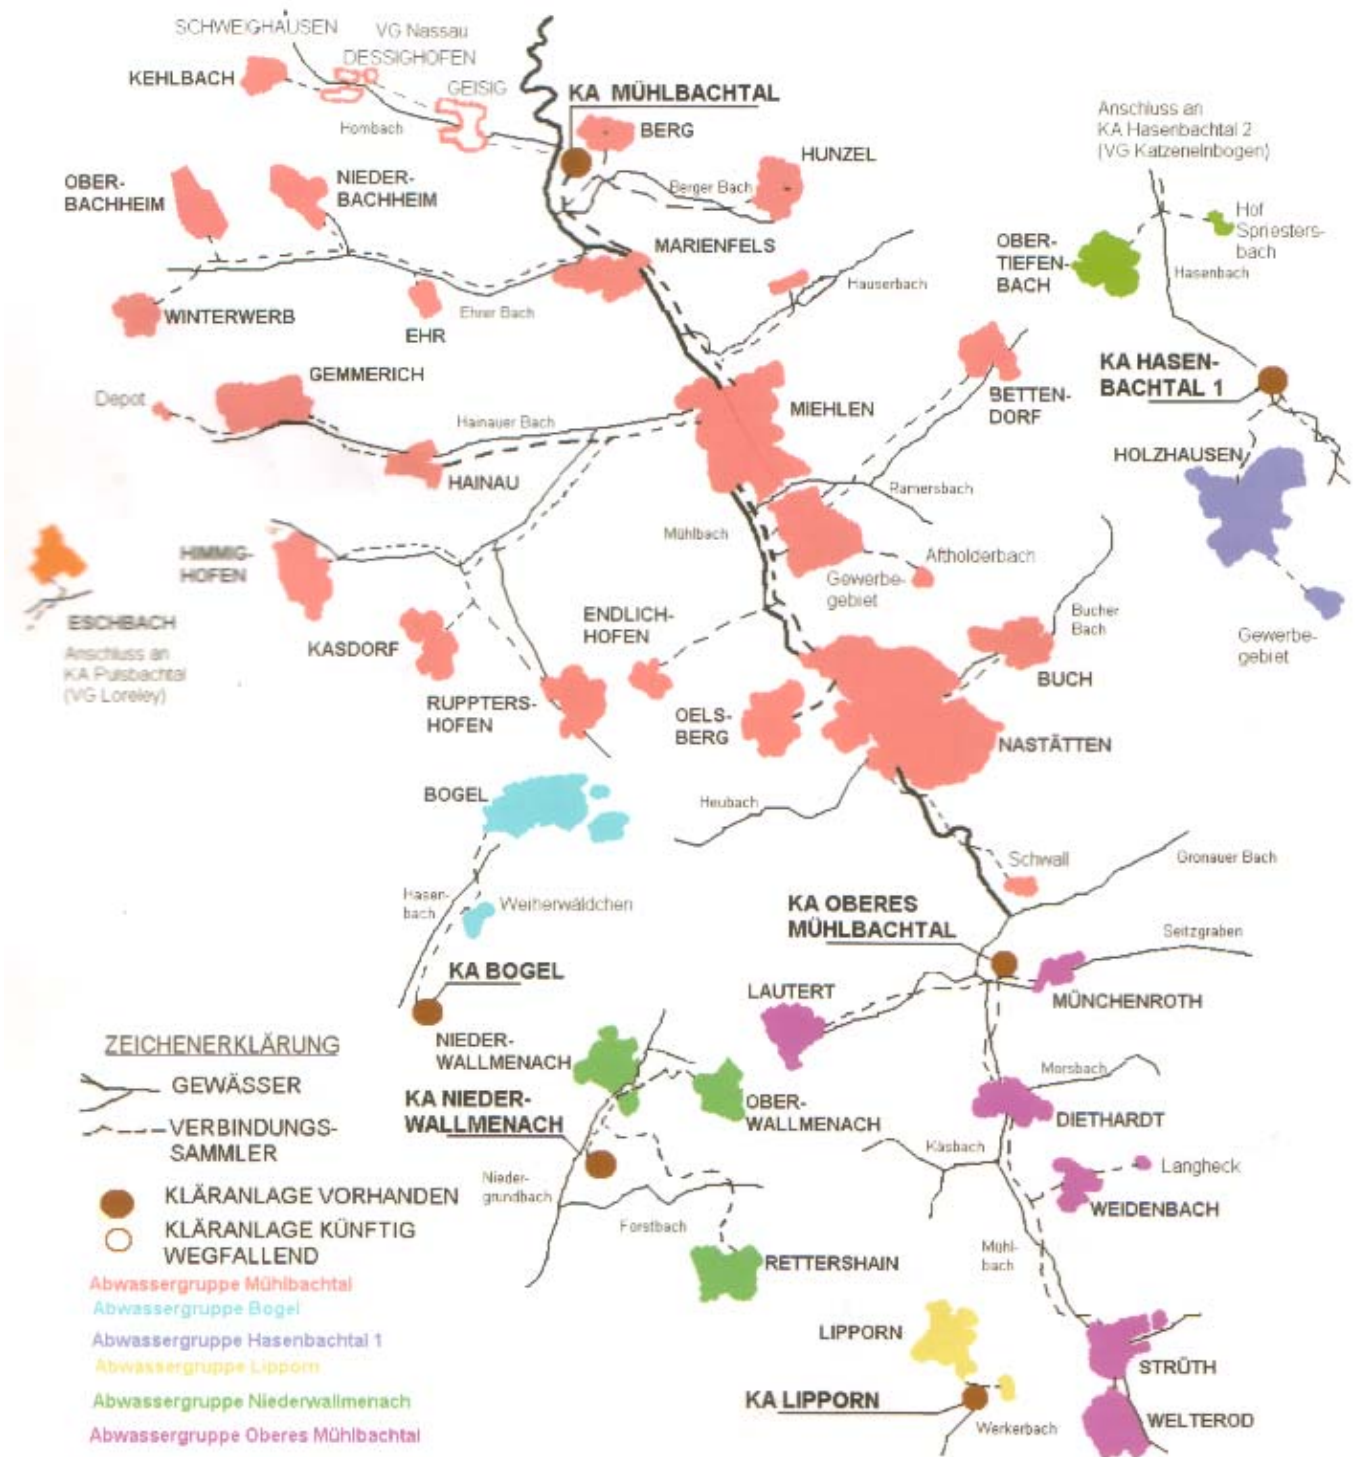 SCHWEIGHAUSEN
VG Nassau
DESSIGHOFEN
KEHLBACH
GEISIG
KA MÜHLBACHTAL
Hombach
BERG
HUNZEL
Anschluss an
KA Hasenbachtal 2
(VG Katzenelnbogen)
OBER-
BACHHEIM
NIEDER-
BACHHEIM
Berger Bach
Hof
Spriesters-
bach
OBER-
TIEFEN-
BACH
Hasenbach
MARIENFELS
Hauserbach
WINTERWERB
EHR
Ehrer Bach
GEMMERICH
KA HASEN-
BACHTAL 1
Depot
Hainauer Bach
MIEHLEN
BETTEN-
DORF
HAINAU
HOLZHAUSEN
Ramersbach
Mühlbach
HIMMIG-
HOFEN
Aftholderbach
Gewerbe-
gebiet
ESCHBACH
Anschluss an
KA Pulsbachtal
(VG Loreley)
ENDLICH-
HOFEN
Bucher
Bach
Gewerbe-
gebiet
KASDORF
BUCH
RUPPTERS-
HOFEN
OELS-
BERG
NASTÄTTEN
BOGEL
Heubach
Schwall
Gronauer Bach
Hasen-
bach
Weiherwäldchen
KA OBERES
MÜHLBACHTAL
Seitzgraben
KA BOGEL
LAUTERT
MÜNCHENROTH
ZEICHENERKLÄRUNG
GEWÄSSER
VERBINDUNGS-
SAMMLER
KLÄRANLAGE VORHANDEN
KLÄRANLAGE KÜNFTIG
WEGFALLEND
Abwassergruppe Mühlbachtal
Abwassergruppe Bogel
Abwassergruppe Hasenbachtal 1
Abwassergruppe Lipporn
Abwassergruppe Niederwallmenach
Abwassergruppe Oberes Mühlbachtal
NIEDER-
WALLMENACH
KA NIEDER-
WALLMENACH
OBER-
WALLMENACH
Morsbach
DIETHARDT
Käsbach
Nieder-
grundbach
Forstbach
Langheck
WEIDENBACH
RETTERSHAIN
Mühl-
bach
LIPPORN
STRÜTH
KA LIPPORN
Werkerbach
WELTEROD